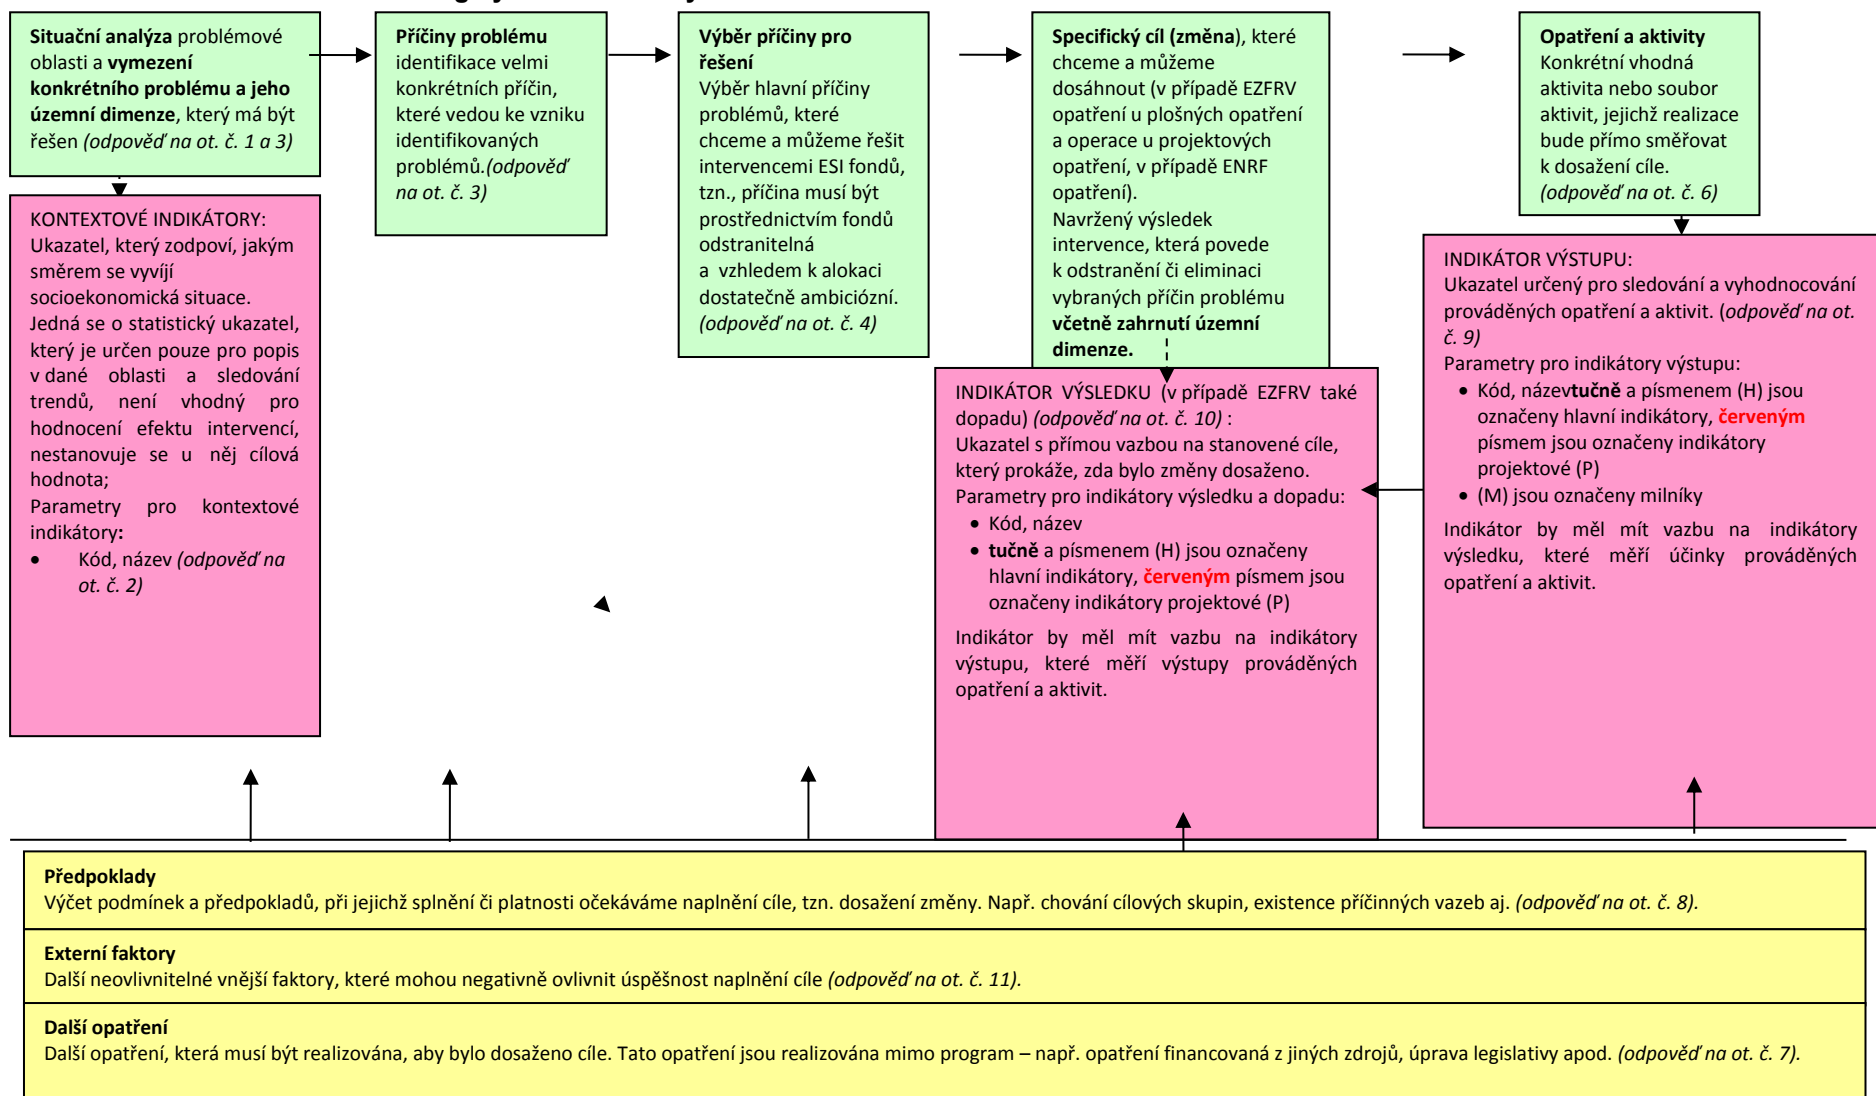 Situační analýza problémové
oblasti a vymezení
konkrétního problému a jeho
územní dimenze, který má být
řešen (odpověď na ot. č. 1 a 3)
Příčiny problému
identifikace velmi
konkrétních příčin,
které vedou ke vzniku
identifikovaných
problémů.(odpověď
na ot. č. 3)
Výběr příčiny pro
řešení
Výběr hlavní příčiny
problémů, které
chceme a můžeme řešit
intervencemi ESI fondů,
tzn., příčina musí být
prostřednictvím fondů
odstranitelná
a vzhledem k alokaci
dostatečně ambiciózní.
(odpověď na ot. č. 4)
Specifický cíl (změna), které
chceme a můžeme
dosáhnout (v případě EZFRV
opatření u plošných opatření
a operace u projektových
opatření, v případě ENRF
opatření).
Navržený výsledek
intervence, která povede
k odstranění či eliminaci
vybraných příčin problému
včetně zahrnutí územní
dimenze.
Opatření a aktivity
Konkrétní vhodná
aktivita nebo soubor
aktivit, jejichž realizace
bude přímo směřovat
k dosažení cíle.
(odpověď na ot. č. 6)
KONTEXTOVÉ INDIKÁTORY:
Ukazatel, který zodpoví, jakým
směrem se vyvíjí
socioekonomická situace.
Jedná se o statistický ukazatel,
který je určen pouze pro popis
v dané oblasti a sledování
trendů, není vhodný pro
hodnocení efektu intervencí,
nestanovuje se u něj cílová
hodnota;
Parametry pro kontextové
indikátory:
• Kód, název (odpověď na
ot. č. 2)
INDIKÁTOR VÝSLEDKU (v případě EZFRV také
dopadu) (odpověď na ot. č. 10) :
Ukazatel s přímou vazbou na stanovené cíle,
který prokáže, zda bylo změny dosaženo.
Parametry pro indikátory výsledku a dopadu:
• Kód, název
• tučně a písmenem (H) jsou označeny
hlavní indikátory, červeným písmem jsou
označeny indikátory projektové (P)
Indikátor by měl mít vazbu na indikátory
výstupu, které měří výstupy prováděných
opatření a aktivit.
INDIKÁTOR VÝSTUPU:
Ukazatel určený pro sledování a vyhodnocování
prováděných opatření a aktivit. (odpověď na ot.
č. 9)
Parametry pro indikátory výstupu:
• Kód, názevtučně a písmenem (H) jsou
označeny hlavní indikátory, červeným
písmem jsou označeny indikátory
projektové (P)
• (M) jsou označeny milníky
Indikátor by měl mít vazbu na indikátory
výsledku, které měří účinky prováděných
opatření a aktivit.
Předpoklady
Výčet podmínek a předpokladů, při jejichž splnění či platnosti očekáváme naplnění cíle, tzn. dosažení změny. Např. chování cílových skupin, existence příčinných vazeb aj. (odpověď na ot. č. 8).
Externí faktory
Další neovlivnitelné vnější faktory, které mohou negativně ovlivnit úspěšnost naplnění cíle (odpověď na ot. č. 11).
Další opatření
Další opatření, která musí být realizována, aby bylo dosaženo cíle. Tato opatření jsou realizována mimo program – např. opatření financovaná z jiných zdrojů, úprava legislativy apod. (odpověď na ot. č. 7).